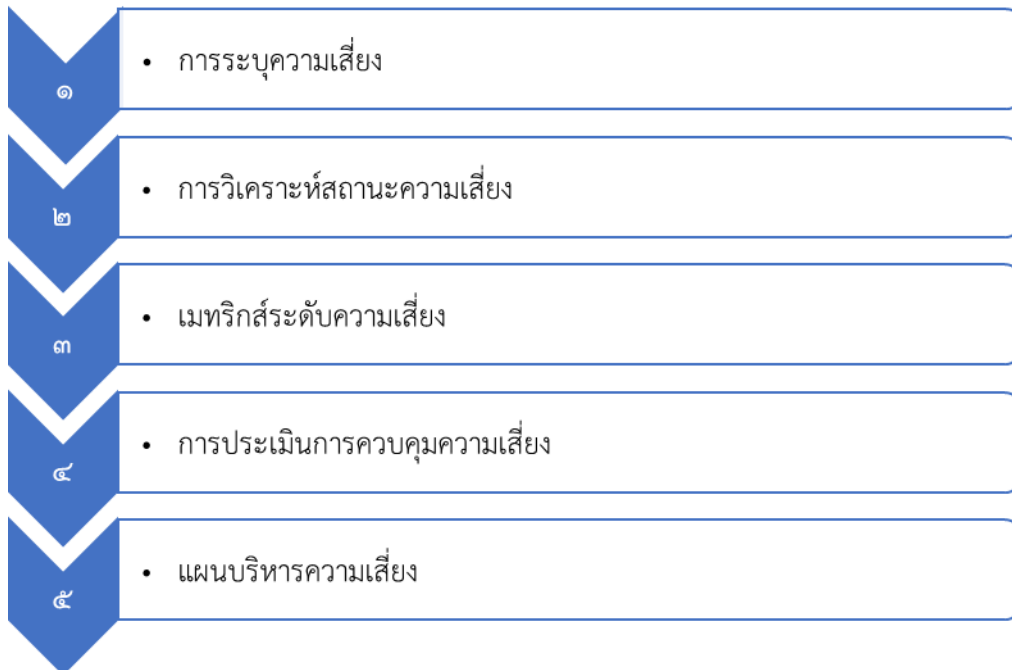 ๑
• การระบุความเสี่ยง
๒
• การวิเคราะห์สถานะความเสี่ยง
๓
• เมทริกส์ระดับความเสี่ยง
๔
• การประเมินการควบคุมความเสี่ยง
๕
• แผนบริหารความเสี่ยง